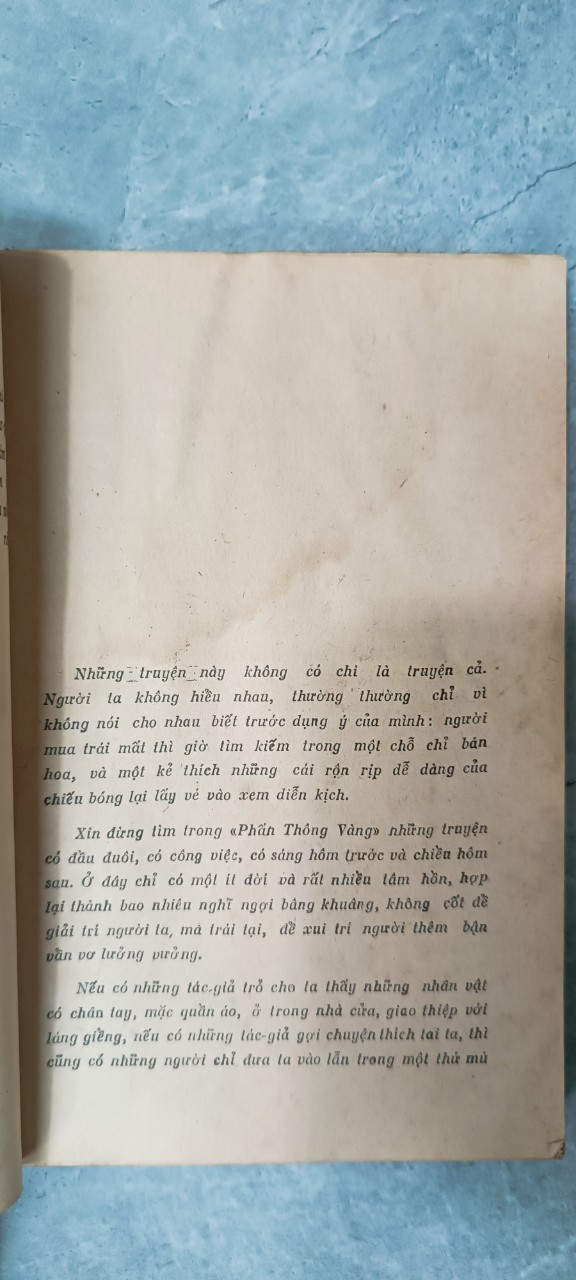 Những truyện này không có chi là truyện cả.
Người ta không hiểu nhau, thường thường chỉ vì
không nói cho nhau biết trước dụng ý của mình: người
mua trái mất thì giờ tìm kiếm trong một chỗ chỉ bán
hoa, và một kẻ thích những cái rộn rịp dễ dàng của
chiếu bóng lại lấy vé vào xem diễn kịch.
Xin đừng tìm trong «Phấn Thông Vàng» những truyện
có đầu đuôi, có công việc, có sáng hôm trước và chiều hôm
sau. Ở đây chỉ có một ít đời và rất nhiều tâm hồn, hợp
lại thành bao nhiêu nghĩ ngợi bâng khuâng, không cốt để
giải trí người ta, mà trái lại, để xui trí người thêm bận
vẩn vơ lưởng vưởng.
Nếu có những tác-giả trỏ cho ta thấy những nhân vật
có chân tay, mặc quần áo, ở trong nhà cửa, giao thiệp với
láng giềng, nếu có những tác-giả gợi chuyện thích tai ta, thì
cũng có những người chỉ đưa ta vào lẫn trong một thứ mù